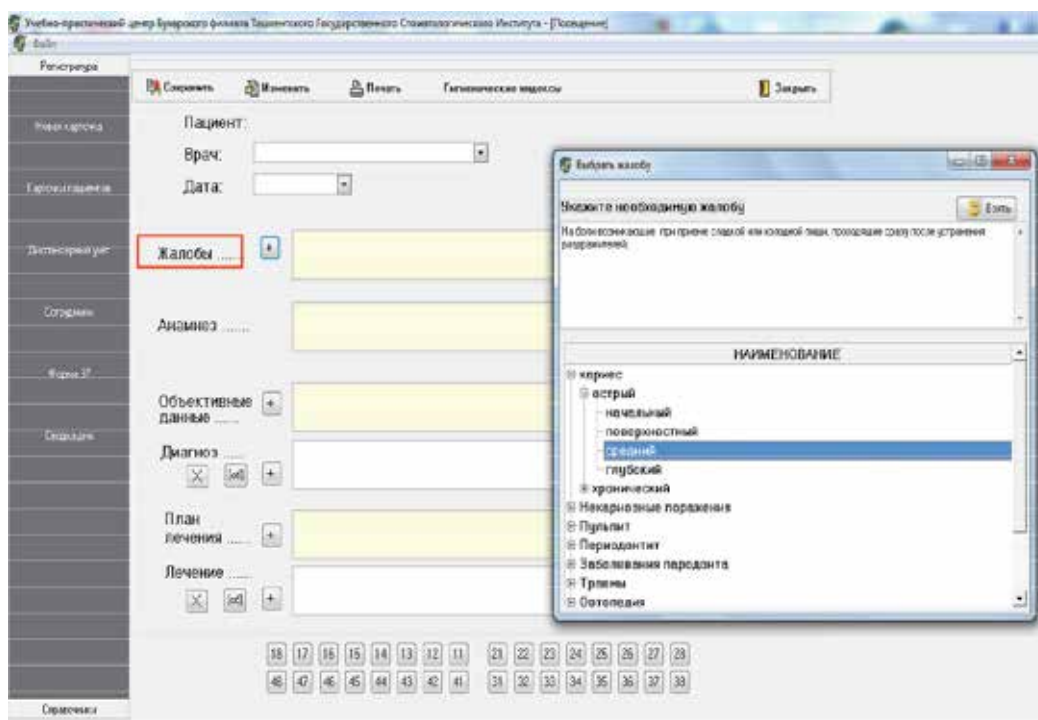 Учебно-практический центр Бухарского филиала Ташкентского Государственного Стоматологического Института - [Посещение]
Файл
Регистратура
Сохранить Изменить Печать Гигиенические индексы Закрыть
Новая карточка
Карточки пациентов
Диспансерный учет
Сотрудники
Форма 37
Справочники
Пациент:
Врач:
Дата:
Жалобы ......
Анамноз .......
Объективные
данные ......
Диагноз .....
План
лечения .....
Лечение ......
Выбрать жалобу
Укажите необходимую жалобу
Взять
На боли возникающие при приеме сладкой или холодной пищи, проходящие сразу после устранения
раздражителей.
НАИМЕНОВАНИЕ
кариес
острый
начальный
поверхностный
средний
глубокий
хронический
Некариозные поражения
Пульпит
Периодонтит
Заболевания пародонта
Травмы
Ортопедия
18 17 16 15 14 13 12 11 21 22 23 24 25 26 27 28
48 47 46 45 44 43 42 41 31 32 33 34 35 36 37 38